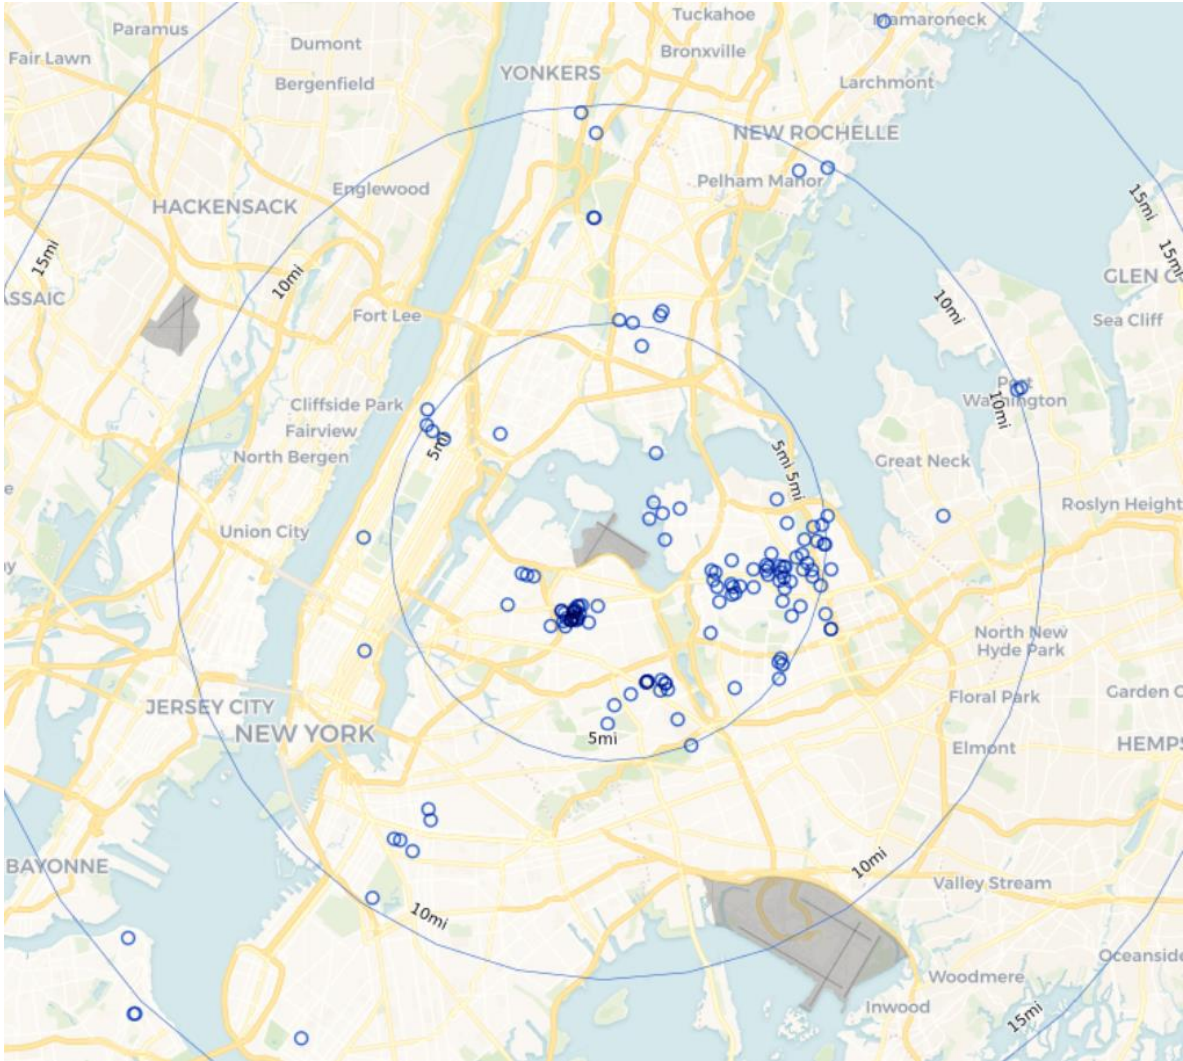 Paramus
Tuckahoe
Mamaroneck
Fair Lawn
Dumont
Bronxville
YONKERS
Bergenfield
Larchmont
NEW ROCHELLE
Englewood
Pelham Manor
HACKENSACK
15mi
15mi
15mi
10mi
10mi
GLEN CO
ASSAIC
Fort Lee
Sea Cliff
Port
Washington
10mi
Cliffside Park
Fairview
5mi
North Bergen
5mi
5mi
Great Neck
Roslyn Height
Union City
e
y
North New
Hyde Park
JERSEY CITY
Floral Park
Garden C
NEW YORK
5mi
Elmont
HEMPS
BAYONNE
10mi
Valley Stream
10mi
Oceanside
Woodmere
Inwood
15mi